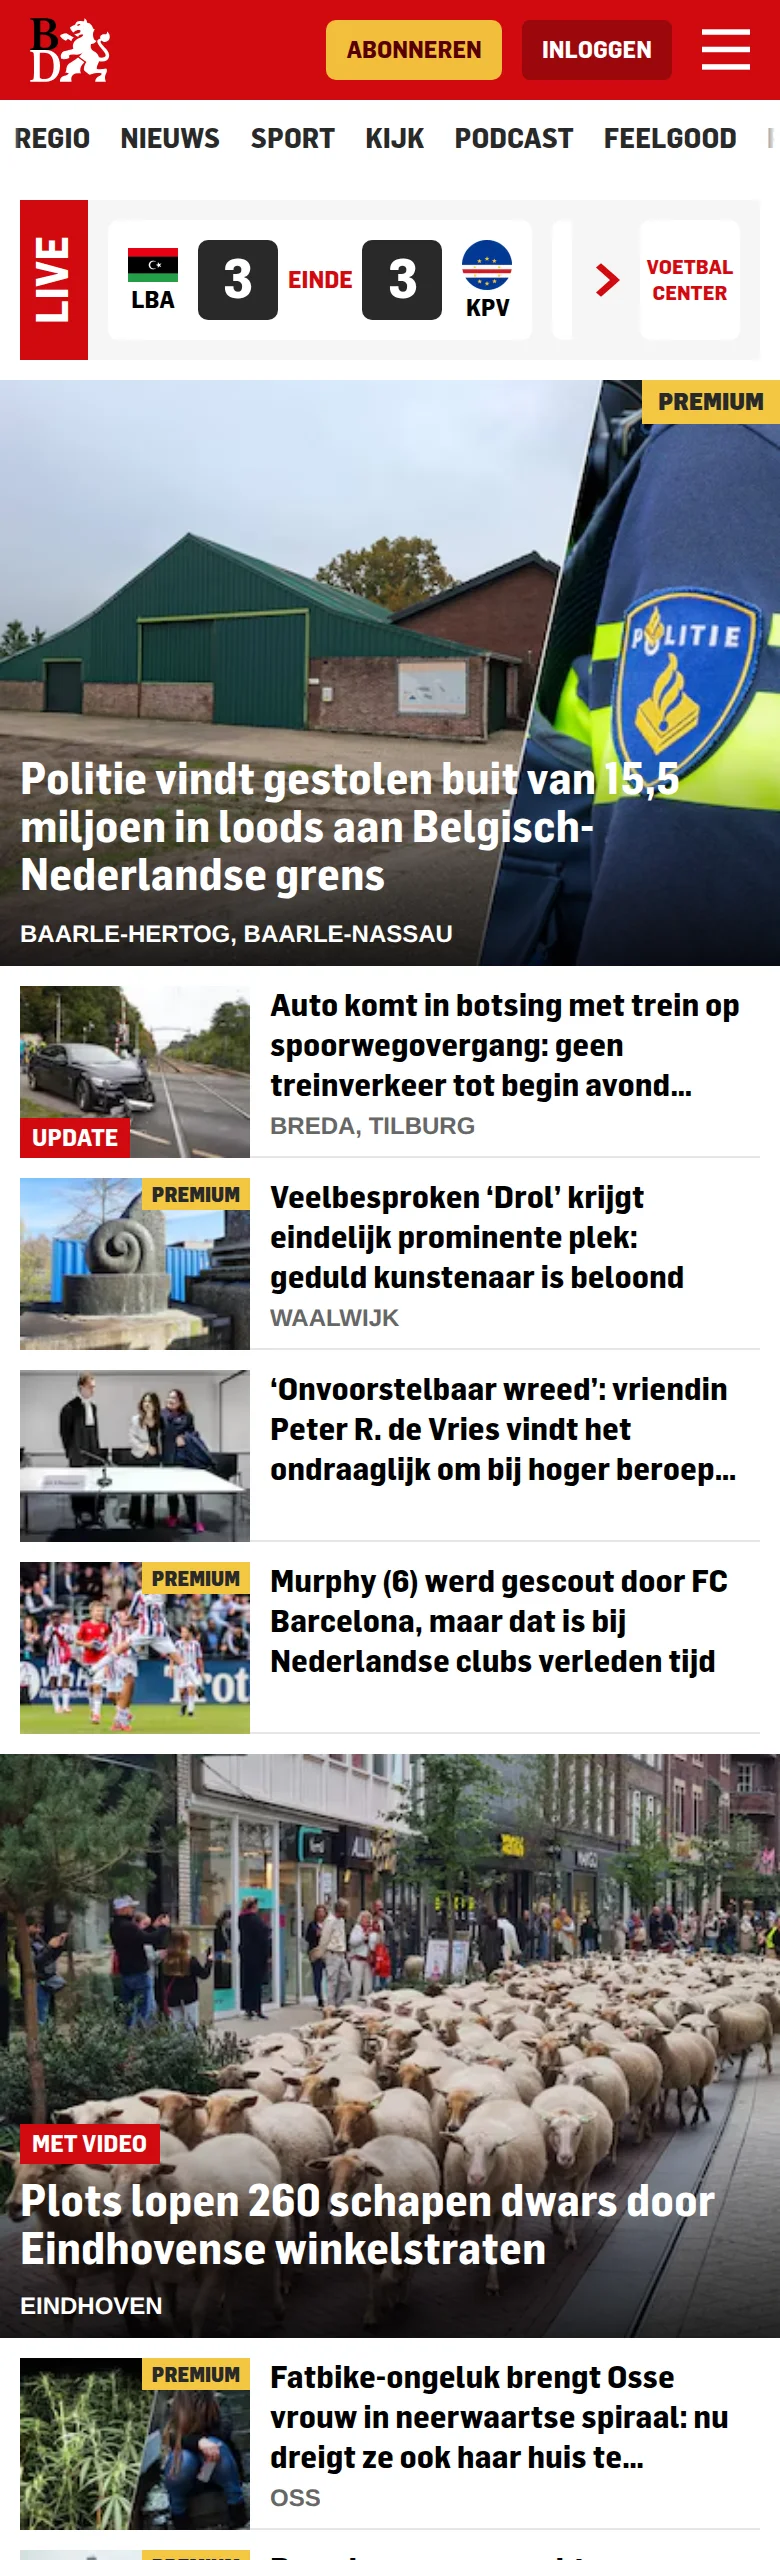 BD
ABONNEREN
INLOGGEN
REGIO NIEUWS SPORT KIJK PODCAST FEELGOOD
LIVE
LBA
3
EINDE
3
KPV
VOETBAL
CENTER
PREMIUM
POLITIE
Politie vindt gestolen buit van 15,5
miljoen in loods aan Belgisch-
Nederlandse grens
BAARLE-HERTOG, BAARLE-NASSAU
UPDATE
Auto komt in botsing met trein op
spoorwegovergang: geen
treinverkeer tot begin avond...
BREDA, TILBURG
PREMIUM
Veelbesproken ‘Drol’ krijgt
eindelijk prominente plek:
geduld kunstenaar is beloond
WAALWIJK
‘Onvoorstelbaar wreed’: vriendin
Peter R. de Vries vindt het
ondraaglijk om bij hoger beroep...
PREMIUM
Murphy (6) werd gescout door FC
Barcelona, maar dat is bij
Nederlandse clubs verleden tijd
MET VIDEO
Plots lopen 260 schapen dwars door
Eindhovense winkelstraten
EINDHOVEN
PREMIUM
Fatbike-ongeluk brengt Osse
vrouw in neerwaartse spiraal: nu
dreigt ze ook haar huis te...
OSS